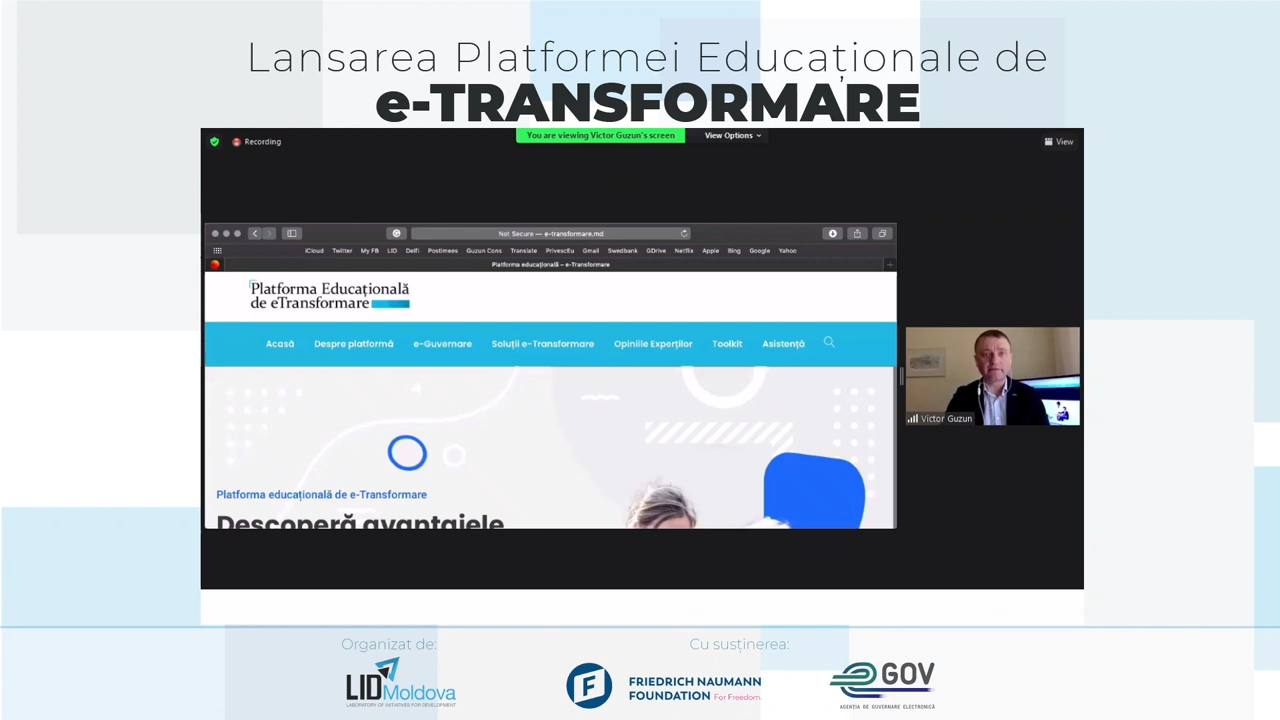 Lansarea Platformei Educaționale de
e-TRANSFORMARE
Recording
You are viewing Victor Guzun's screen
View Options
View
Not Secure — e-transformare.md
iCloud Twitter My FB LID Delfi Postimees Guzun Cons Translate PrivescEu Gmail Swedbank GDrive Netflix Apple Bing Google Yahoo
Platforma educațională – e-Transformare
Platforma Educațională
de eTransformare
Acasă Despre platformă e-Guvernare Soluții e-Transformare Opiniile Experților Toolkit Asistență
Platforma educațională de e-Transformare
Descoperă avantajele
Victor Guzun
Organizat de:
Cu susținerea:
LID Moldova
LABORATORY OF INITIATIVES FOR DEVELOPMENT
F
FRIEDRICH NAUMANN
FOUNDATION For Freedom.
GOV
AGENȚIA DE GUVERNARE ELECTRONICĂ